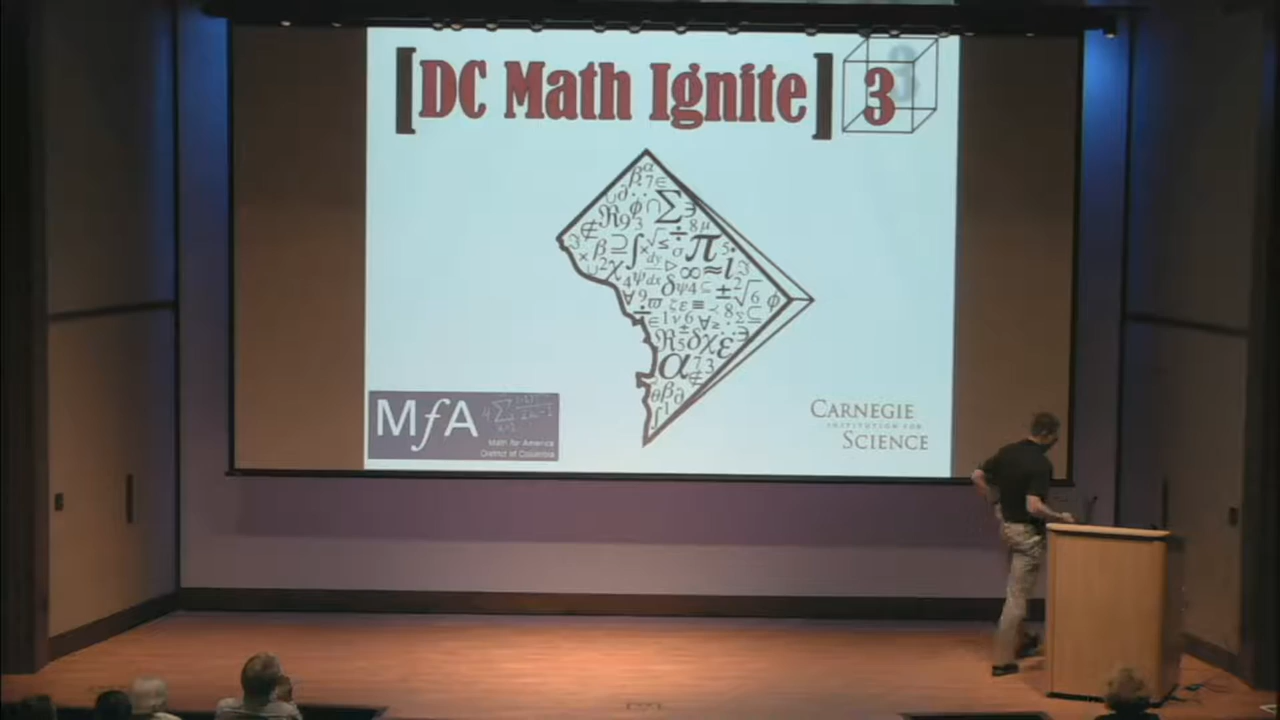 [DC Math Ignite] 3
MfA
Math for America
District of Columbia
CARNEGIE
INSTITUTION FOR
SCIENCE